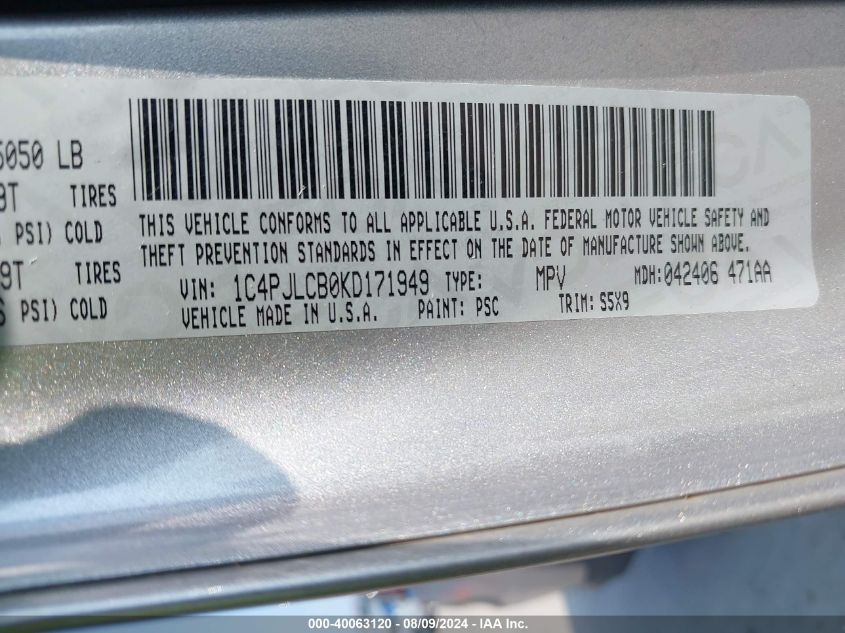 5050 LB
9T TIRES
PSI) COLD
9T TIRES
PSI) COLD
THIS VEHICLE CONFORMS TO ALL APPLICABLE U.S.A. FEDERAL MOTOR VEHICLE SAFETY AND
THEFT PREVENTION STANDARDS IN EFFECT ON THE DATE OF MANUFACTURE SHOWN ABOVE.
VIN: 1C4PJLCB0KD171949 TYPE: MPV MDH: 042406 471AA
VEHICLE MADE IN U.S.A. PAINT: PSC TRIM: S5X9
000-40063120 - 08/09/2024 - IAA Inc.